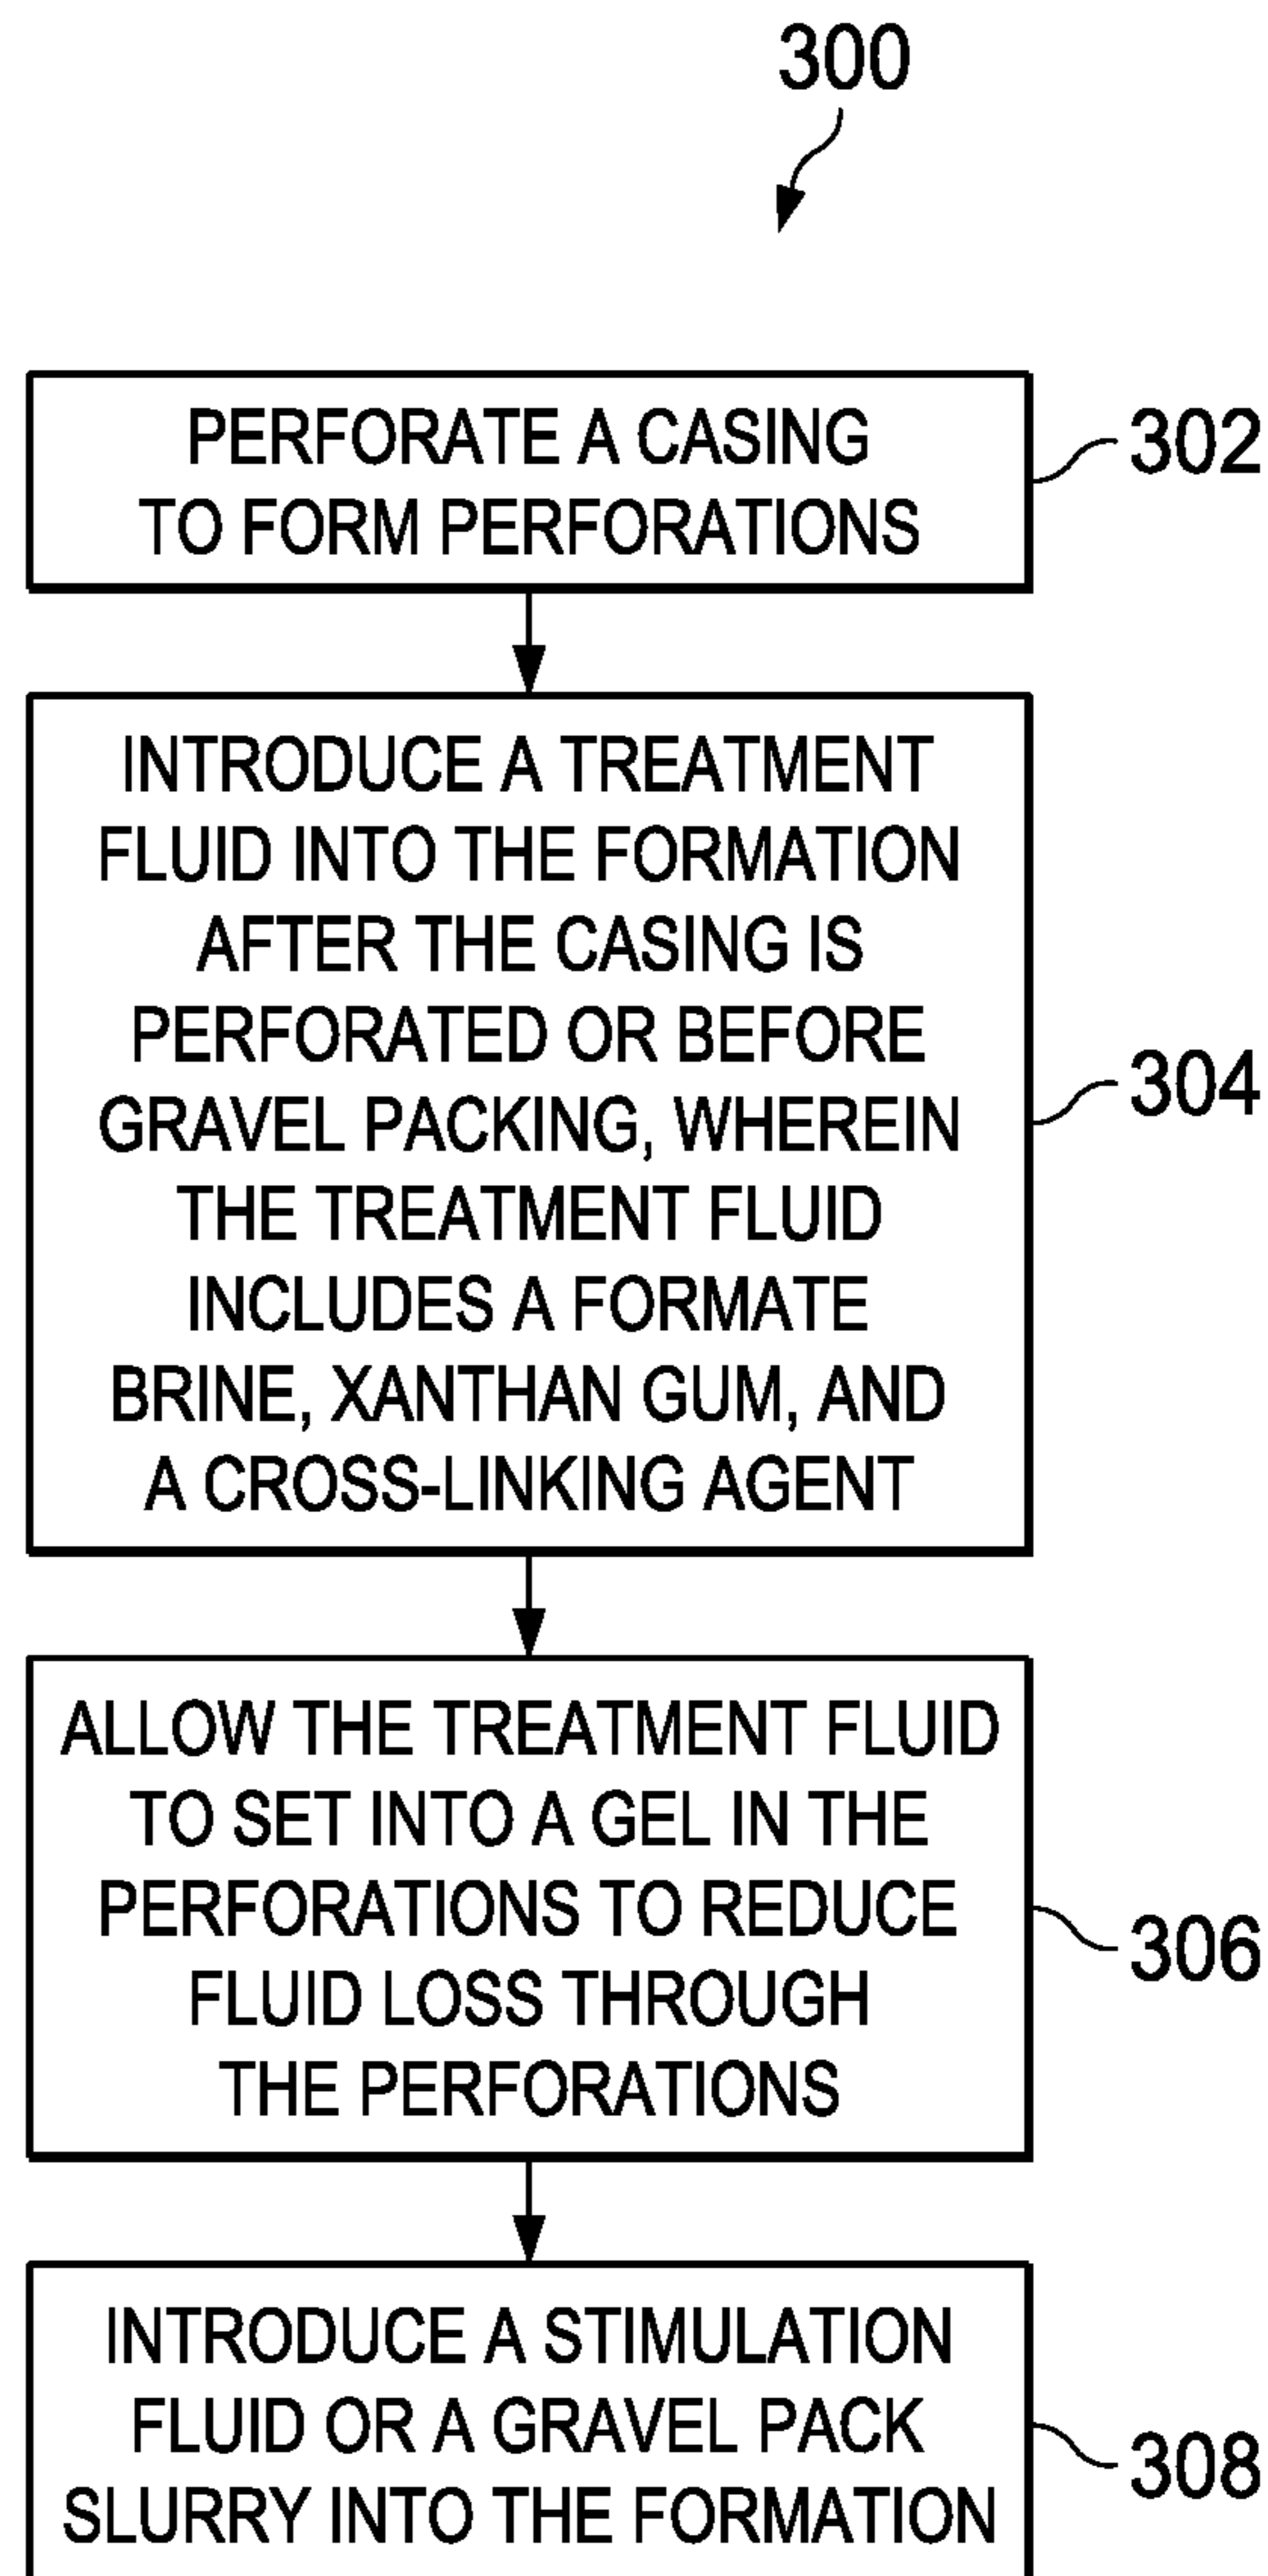 300
PERFORATE A CASING
TO FORM PERFORATIONS
302
INTRODUCE A TREATMENT
FLUID INTO THE FORMATION
AFTER THE CASING IS
PERFORATED OR BEFORE
GRAVEL PACKING, WHEREIN
THE TREATMENT FLUID
INCLUDES A FORMATE
BRINE, XANTHAN GUM, AND
A CROSS-LINKING AGENT
304
ALLOW THE TREATMENT FLUID
TO SET INTO A GEL IN THE
PERFORATIONS TO REDUCE
FLUID LOSS THROUGH
THE PERFORATIONS
306
INTRODUCE A STIMULATION
FLUID OR A GRAVEL PACK
SLURRY INTO THE FORMATION
308